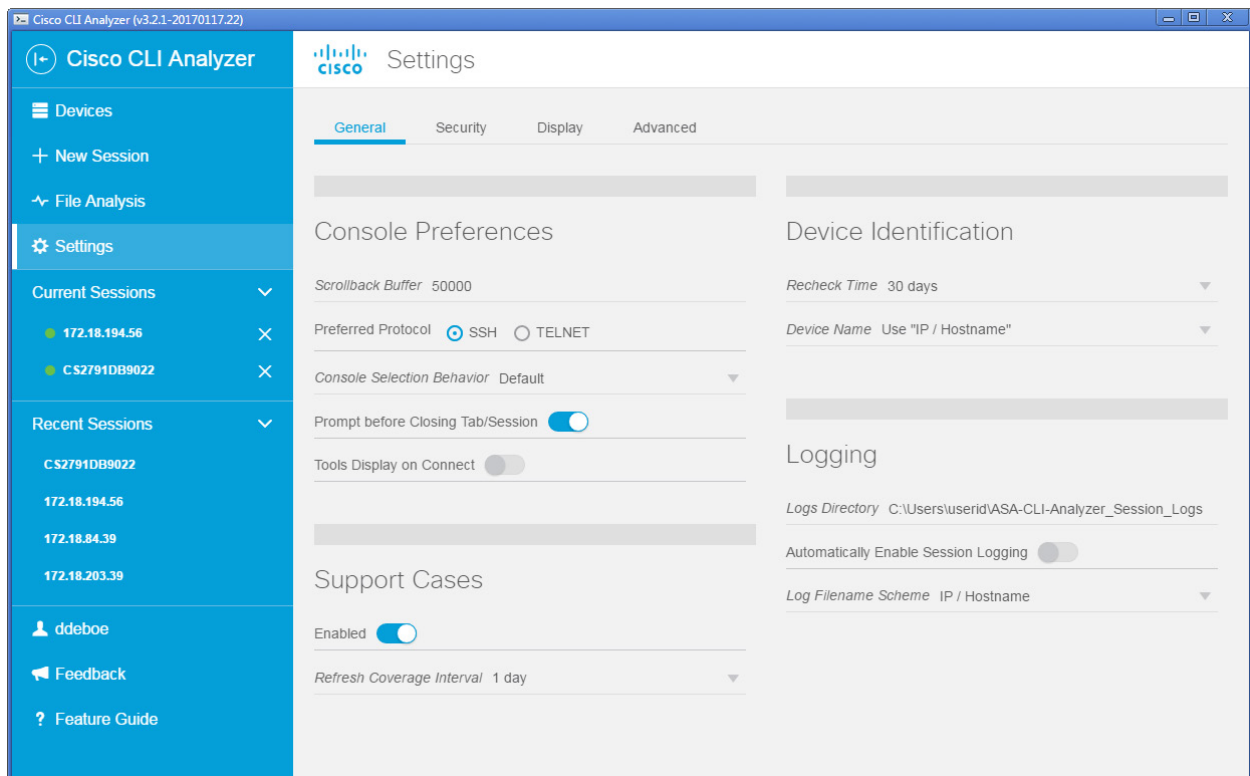 Cisco CLI Analyzer (v3.2.1-20170117.22)
Cisco CLI Analyzer
Devices
New Session
File Analysis
Settings
Current Sessions
172.18.194.56
CS2791DB9022
Recent Sessions
CS2791DB9022
172.18.194.56
172.18.84.39
172.18.203.39
ddeboe
Feedback
? Feature Guide
CISCO
Settings
General Security Display Advanced
Console Preferences
Scrollback Buffer 50000
Preferred Protocol SSH TELNET
Console Selection Behavior Default
Prompt before Closing Tab/Session
Tools Display on Connect
Support Cases
Enabled
Refresh Coverage Interval 1 day
Device Identification
Recheck Time 30 days
Device Name Use "IP / Hostname"
Logging
Logs Directory C:\Users\userid\ASA-CLI-Analyzer_Session_Logs
Automatically Enable Session Logging
Log Filename Scheme IP / Hostname